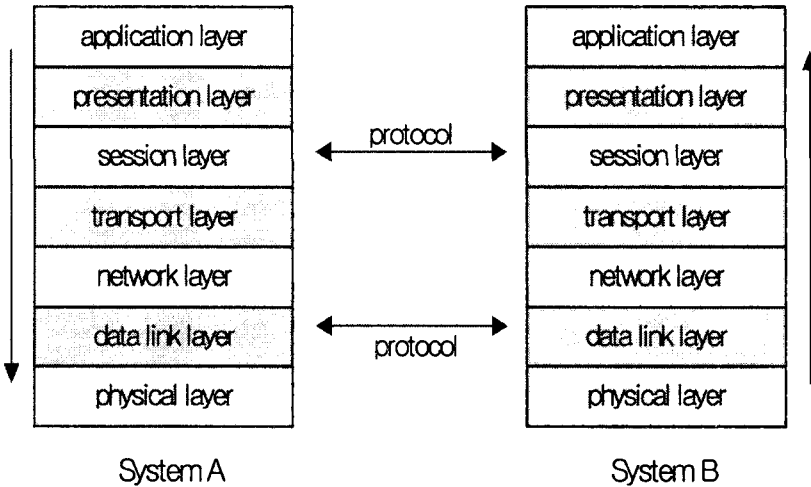 application layer
presentation layer
session layer
transport layer
network layer
data link layer
physical layer
System A
protocol
protocol
application layer
presentation layer
session layer
transport layer
network layer
data link layer
physical layer
System B